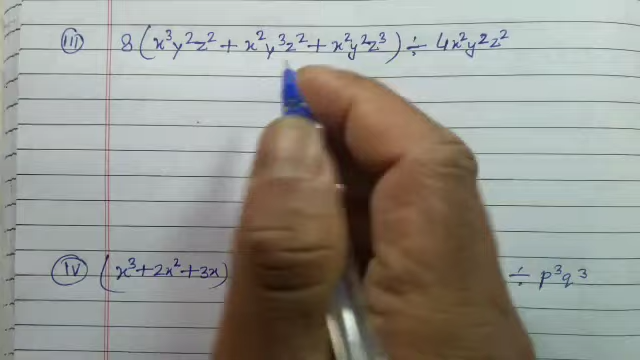 (iii) 8(x³y²z² + x²y³z² + x²y²z³) ÷ 4x²y²z²
(iv) (x³+2x²+3x) ÷ p³q³